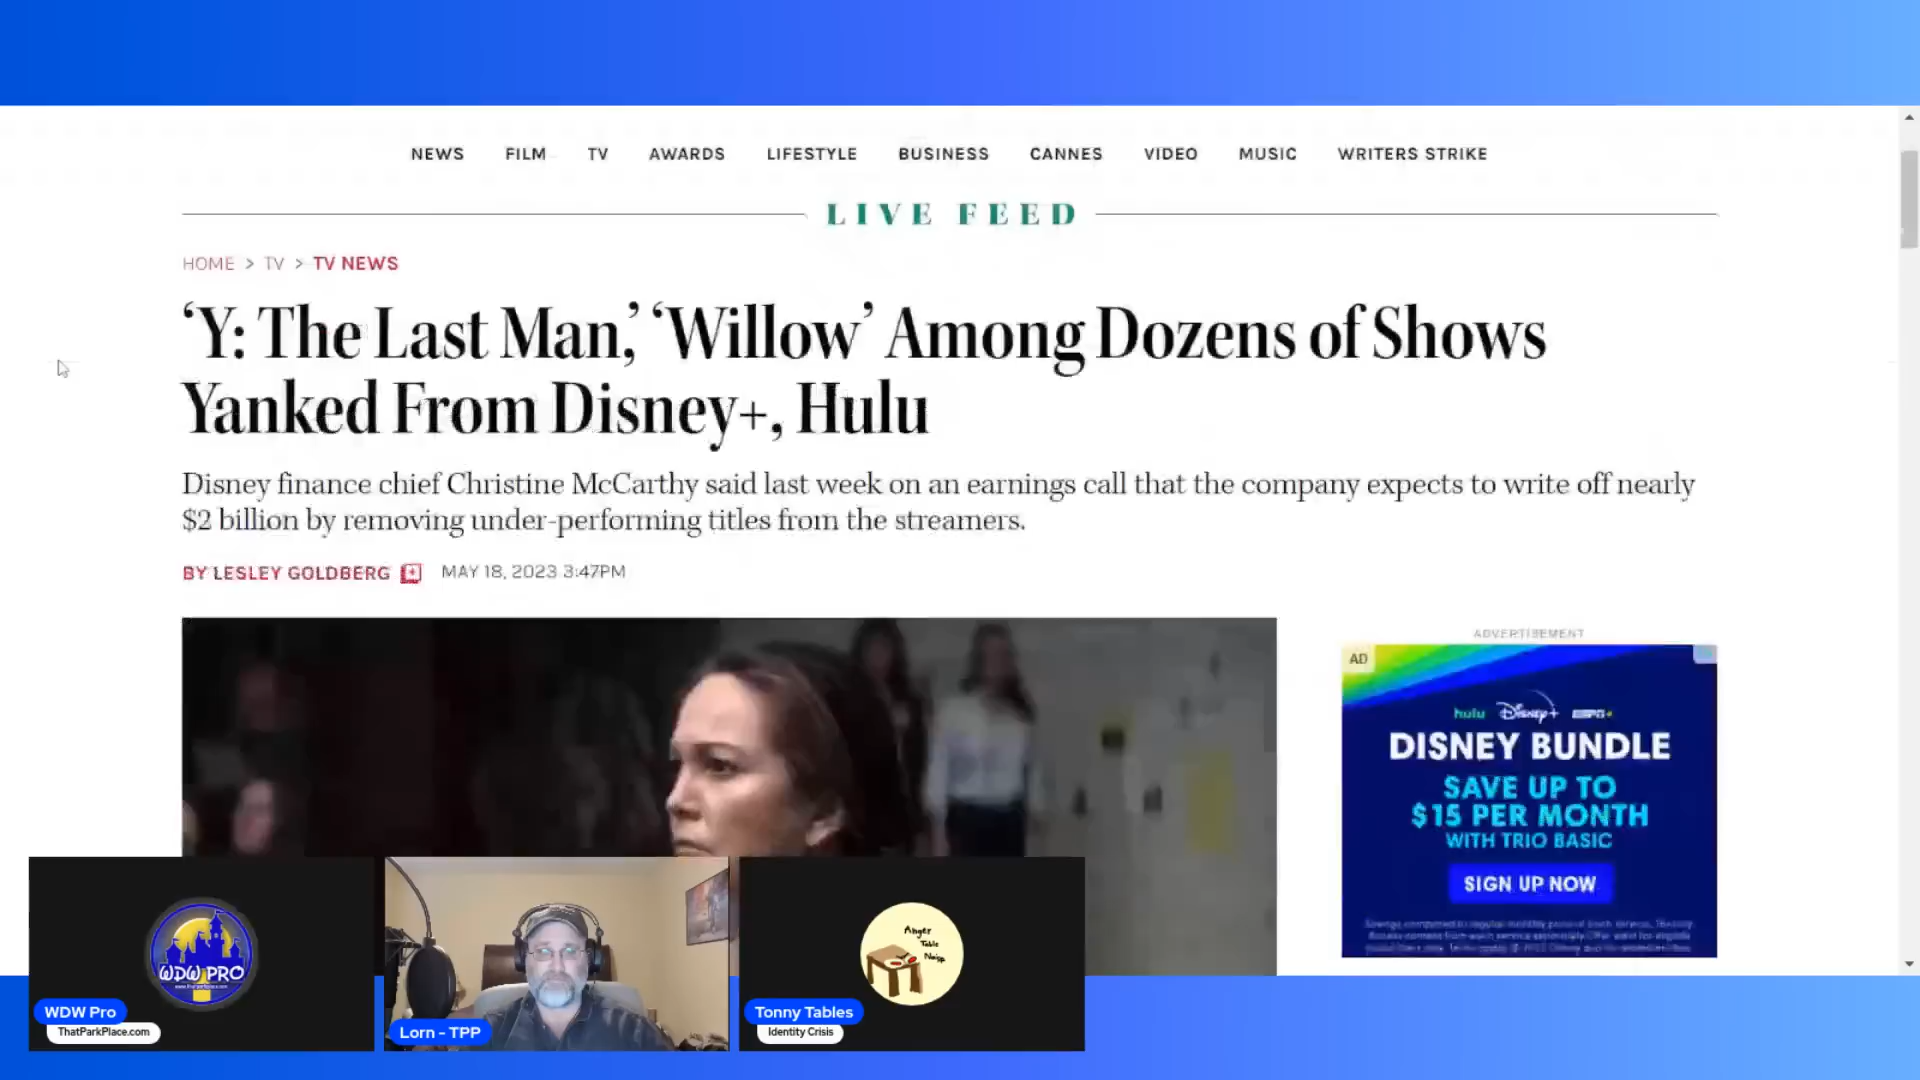 NEWS FILM TV AWARDS LIFESTYLE BUSINESS CANNES VIDEO MUSIC WRITERS STRIKE
LIVE FEED
HOME > TV > TV NEWS
‘Y: The Last Man,’ ‘Willow’ Among Dozens of Shows
Yanked From Disney+, Hulu
Disney finance chief Christine McCarthy said last week on an earnings call that the company expects to write off nearly
$2 billion by removing under-performing titles from the streamers.
BY LESLEY GOLDBERG MAY 18, 2023 3:47PM
ADVERTISEMENT
AD
hulu Disney+ ESPN+
DISNEY BUNDLE
SAVE UP TO
$15 PER MONTH
WITH TRIO BASIC
SIGN UP NOW
WDW PRO
www.thatparkplace.com
WDW Pro
ThatParkPlace.com
Lorn - TPP
Anger
Table
Noise
Tonny Tables
Identity Crisis